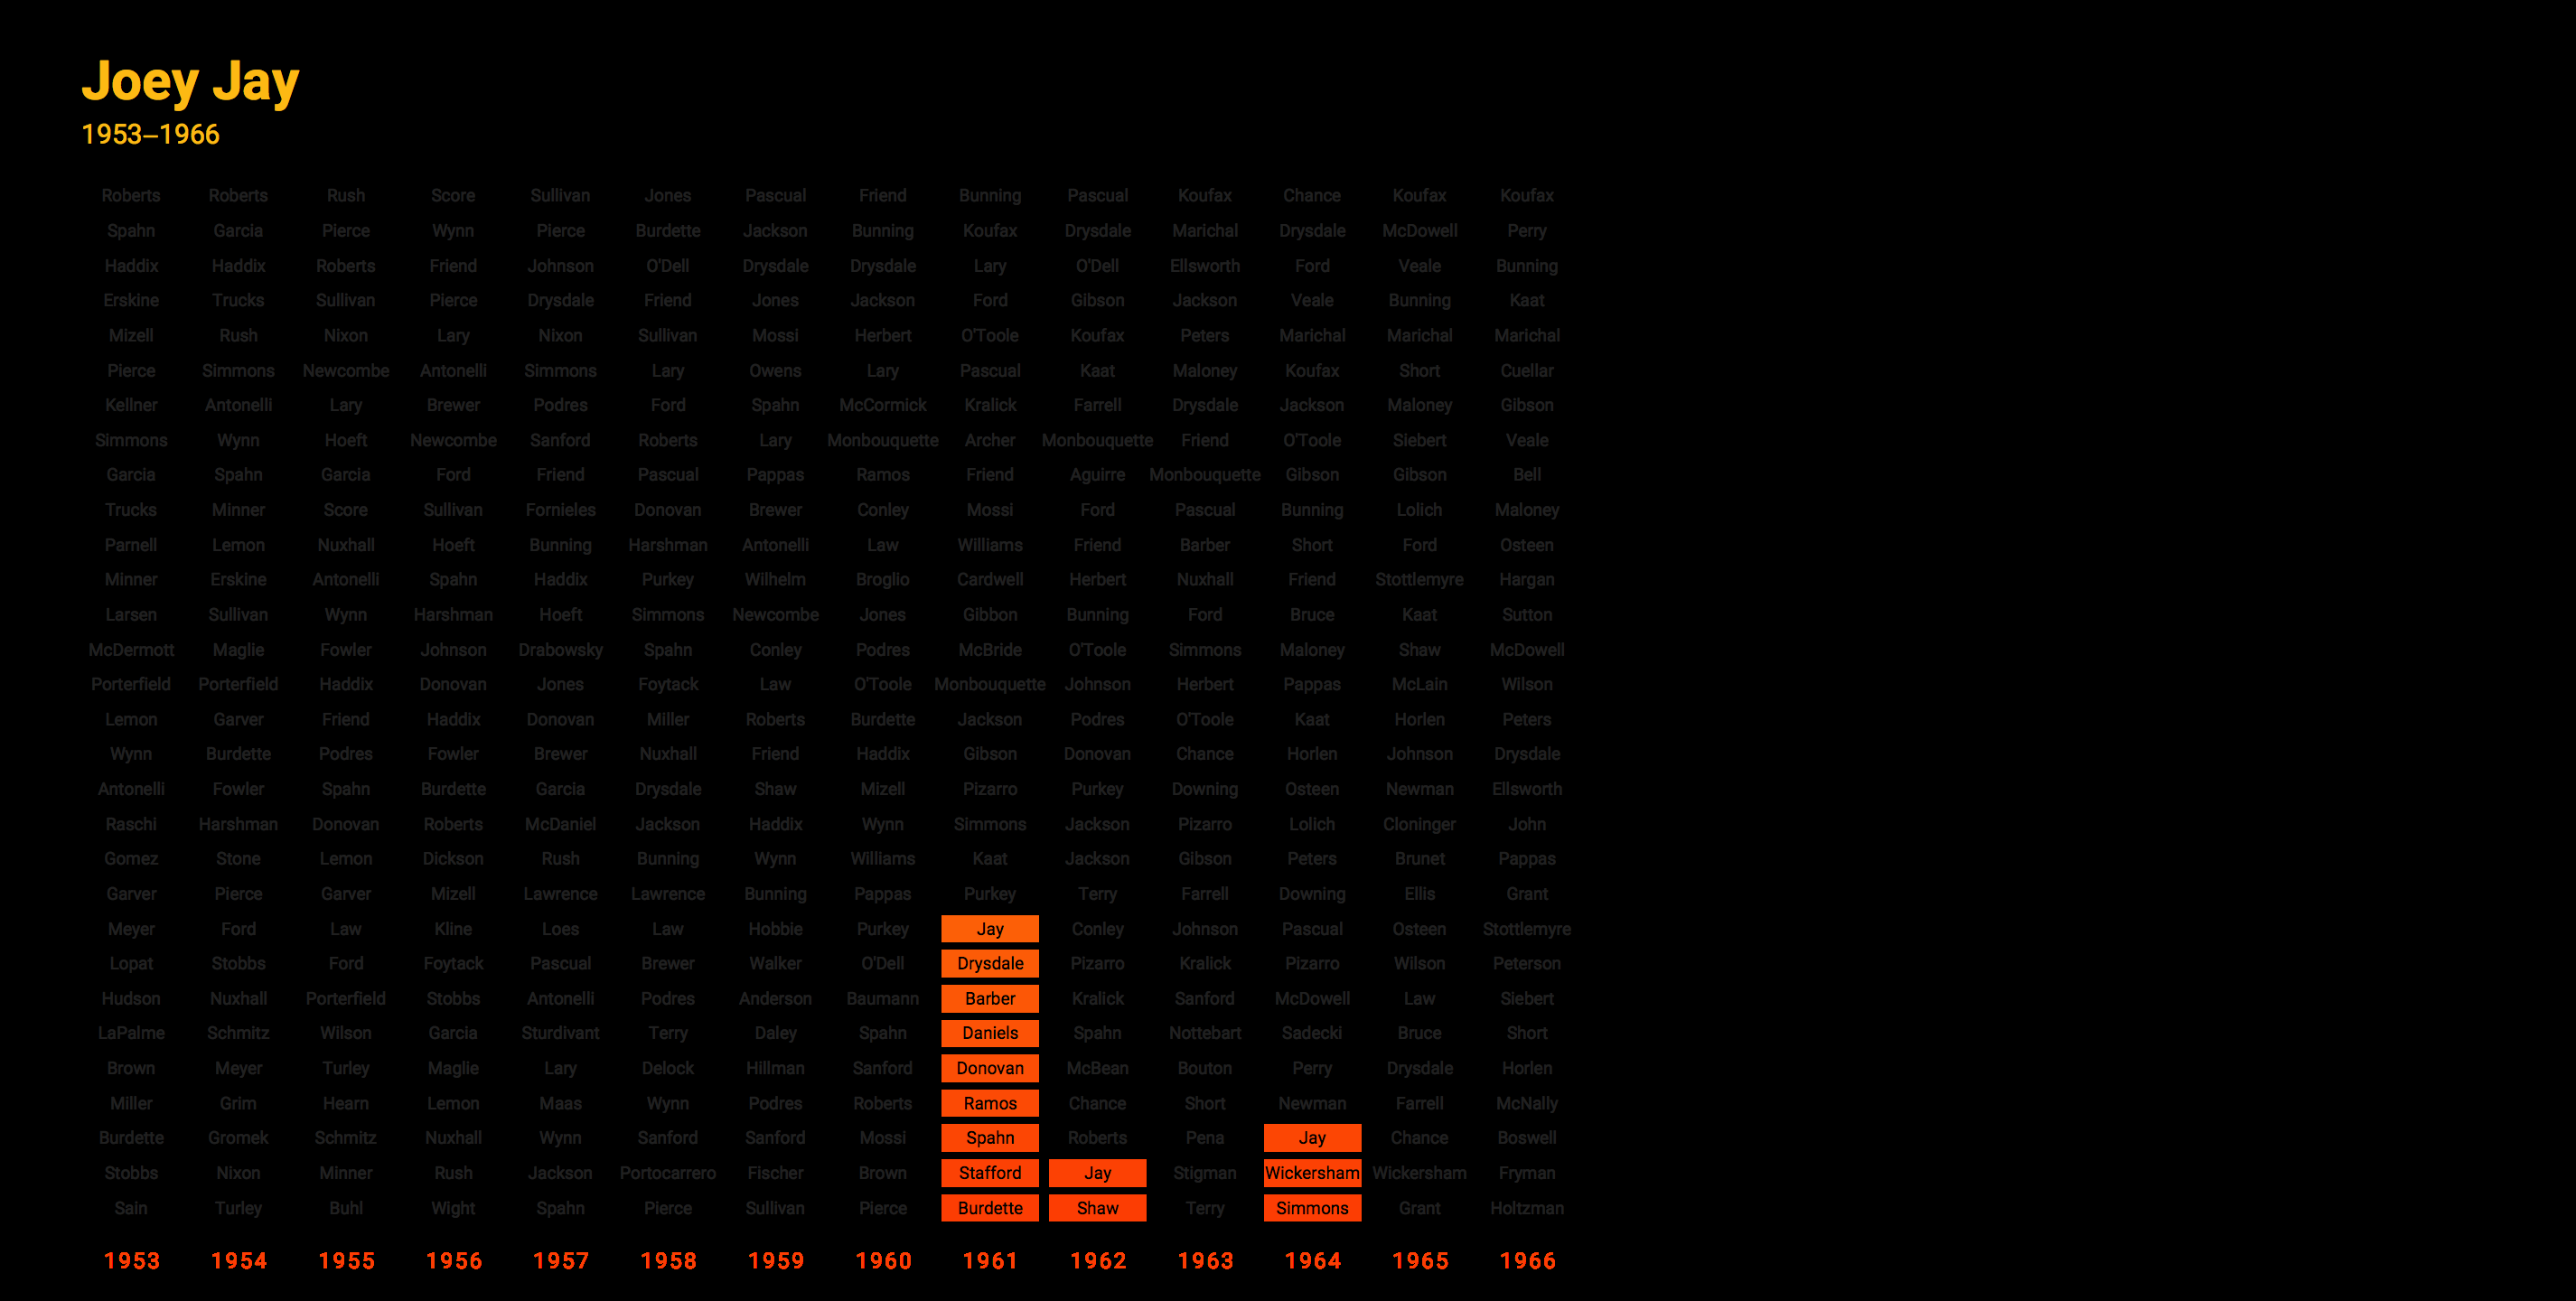 Joey Jay
1953–1966
Roberts Roberts Rush Score Sullivan Jones Pascual Friend Bunning Pascual Koufax Chance Koufax Koufax
Spahn Garcia Pierce Wynn Pierce Burdette Jackson Bunning Koufax Drysdale Marichal Drysdale McDowell Perry
Haddix Haddix Roberts Friend Johnson O'Dell Drysdale Drysdale Lary O'Dell Ellsworth Ford Veale Bunning
Erskine Trucks Sullivan Pierce Drysdale Friend Jones Jackson Ford Gibson Jackson Veale Bunning Kaat
Mizell Rush Nixon Lary Nixon Sullivan Mossi Herbert O'Toole Koufax Peters Marichal Marichal Marichal
Pierce Simmons Newcombe Antonelli Simmons Lary Owens Lary Pascual Kaat Maloney Koufax Short Cuellar
Kellner Antonelli Lary Brewer Podres Ford Spahn McCormick Kralick Farrell Drysdale Jackson Maloney Gibson
Simmons Wynn Hoeft Newcombe Sanford Roberts Lary Monbouquette Archer Monbouquette Friend O'Toole Siebert Veale
Garcia Spahn Garcia Ford Friend Pascual Pappas Ramos Friend Aguirre Monbouquette Gibson Gibson Bell
Trucks Minner Score Sullivan Fornieles Donovan Brewer Conley Mossi Ford Pascual Bunning Lolich Maloney
Parnell Lemon Nuxhall Hoeft Bunning Harshman Antonelli Law Williams Friend Barber Short Ford Osteen
Minner Erskine Antonelli Spahn Haddix Purkey Wilhelm Broglio Cardwell Herbert Nuxhall Friend Stottlemyre Hargan
Larsen Sullivan Wynn Harshman Hoeft Simmons Newcombe Jones Gibbon Bunning Ford Bruce Kaat Sutton
McDermott Maglie Fowler Johnson Drabowsky Spahn Conley Podres McBride O'Toole Simmons Maloney Shaw McDowell
Porterfield Porterfield Haddix Donovan Jones Foytack Law O'Toole Monbouquette Johnson Herbert Pappas McLain Wilson
Lemon Garver Friend Haddix Donovan Miller Roberts Burdette Jackson Podres O'Toole Kaat Horlen Peters
Wynn Burdette Podres Fowler Brewer Nuxhall Friend Haddix Gibson Donovan Chance Horlen Johnson Drysdale
Antonelli Fowler Spahn Burdette Garcia Drysdale Shaw Mizell Pizarro Purkey Downing Osteen Newman Ellsworth
Raschi Harshman Donovan Roberts McDaniel Jackson Haddix Wynn Simmons Jackson Pizarro Lolich Cloninger John
Gomez Stone Lemon Dickson Rush Bunning Wynn Williams Kaat Jackson Gibson Peters Brunet Pappas
Garver Pierce Garver Mizell Lawrence Lawrence Bunning Pappas Purkey Terry Farrell Downing Ellis Grant
Meyer Ford Law Kline Loes Law Hobbie Purkey Jay Conley Johnson Pascual Osteen Stottlemyre
Lopat Stobbs Ford Foytack Pascual Brewer Walker O'Dell Drysdale Pizarro Kralick Pizarro Wilson Peterson
Hudson Nuxhall Porterfield Stobbs Antonelli Podres Anderson Baumann Barber Kralick Sanford McDowell Law Siebert
LaPalme Schmitz Wilson Garcia Sturdivant Terry Daley Spahn Daniels Spahn Nottebart Sadecki Bruce Short
Brown Meyer Turley Maglie Lary Delock Hillman Sanford Donovan McBean Bouton Perry Drysdale Horlen
Miller Grim Hearn Lemon Maas Wynn Podres Roberts Ramos Chance Short Newman Farrell McNally
Burdette Gromek Schmitz Nuxhall Wynn Sanford Sanford Mossi Spahn Roberts Pena Jay Chance Boswell
Stobbs Nixon Minner Rush Jackson Portocarrero Fischer Brown Stafford Jay Stigman Wickersham Wickersham Fryman
Sain Turley Buhl Wight Spahn Pierce Sullivan Pierce Burdette Shaw Terry Simmons Grant Holtzman
1953 1954 1955 1956 1957 1958 1959 1960 1961 1962 1963 1964 1965 1966